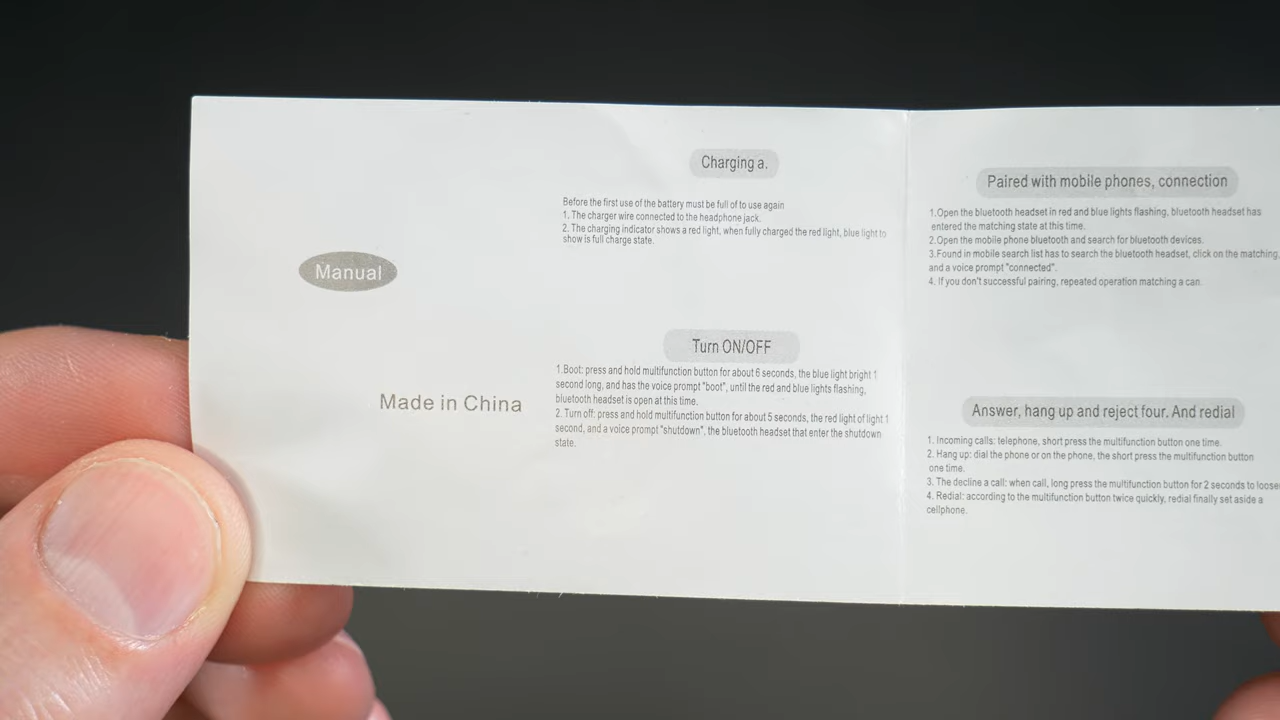 Manual
Made in China
Charging a.
Before the first use of the battery must be full of to use again
1. The charger wire connected to the headphone jack.
2. The charging indicator shows a red light, when fully charged the red light, blue light to
show is full charge state.
Turn ON/OFF
1.Boot: press and hold multifunction button for about 6 seconds, the blue light bright 1
second long, and has the voice prompt "boot", until the red and blue lights flashing,
bluetooth headset is open at this time.
2. Turn off: press and hold multifunction button for about 5 seconds, the red light of light 1
second, and a voice prompt "shutdown", the bluetooth headset that enter the shutdown
state.
Paired with mobile phones, connection
1.Open the bluetooth headset in red and blue lights flashing, bluetooth headset has
entered the matching state at this time.
2.Open the mobile phone bluetooth and search for bluetooth devices.
3.Found in mobile search list has to search the bluetooth headset, click on the matching,
and a voice prompt "connected".
4. If you don't successful pairing, repeated operation matching a can.
Answer, hang up and reject four. And redial
1. Incoming calls: telephone, short press the multifunction button one time.
2. Hang up: dial the phone or on the phone, the short press the multifunction button
one time.
3. The decline a call: when call, long press the multifunction button for 2 seconds to loose
4. Redial: according to the multifunction button twice quickly, redial finally set aside a
cellphone.